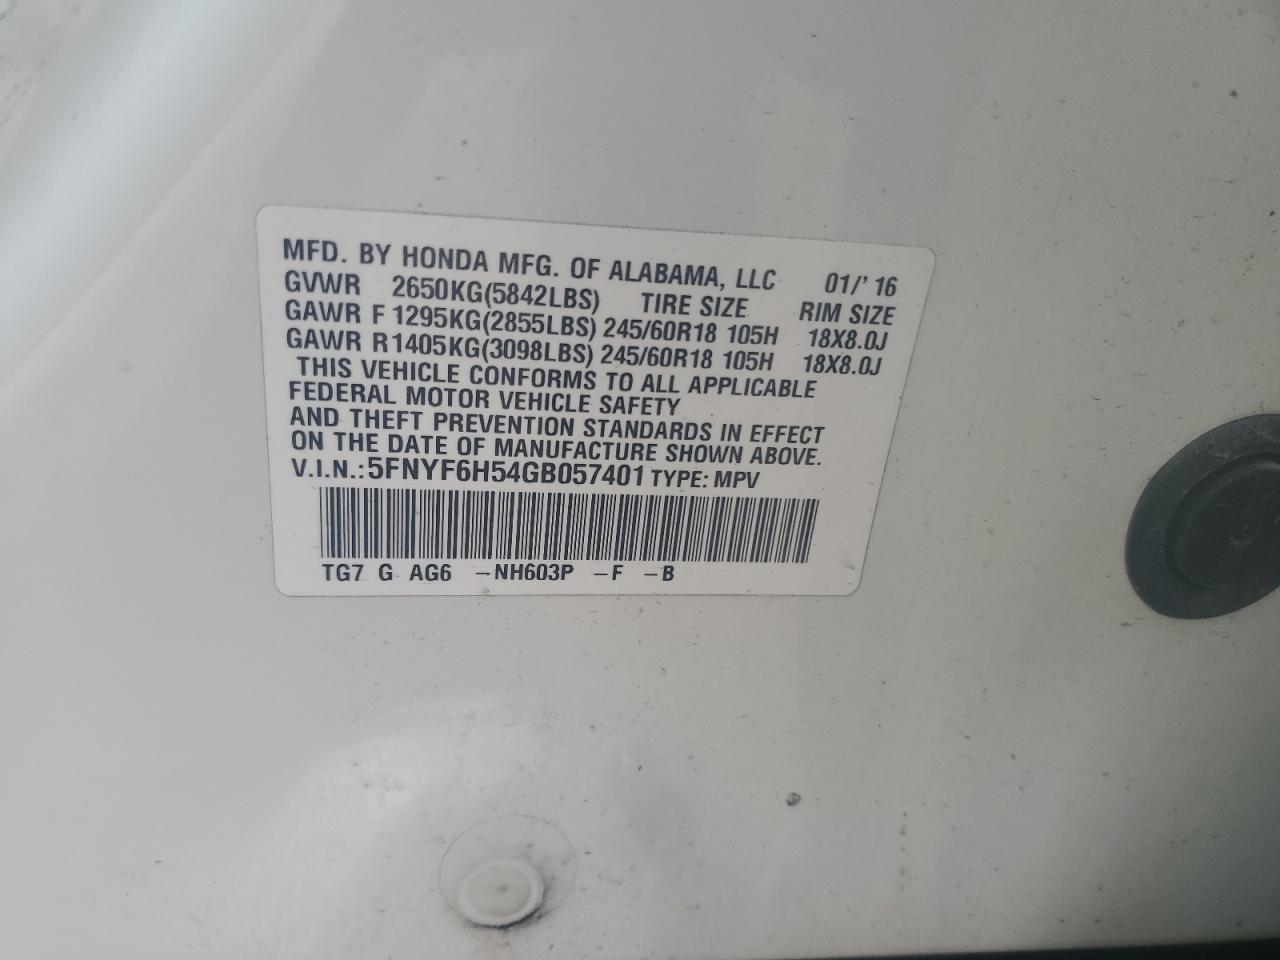 MFD. BY HONDA MFG. OF ALABAMA, LLC 01/'16
GVWR 2650KG(5842LBS) TIRE SIZE RIM SIZE
GAWR F 1295KG(2855LBS) 245/60R18 105H 18X8.0J
GAWR R1405KG(3098LBS) 245/60R18 105H 18X8.0J
THIS VEHICLE CONFORMS TO ALL APPLICABLE
FEDERAL MOTOR VEHICLE SAFETY
AND THEFT PREVENTION STANDARDS IN EFFECT
ON THE DATE OF MANUFACTURE SHOWN ABOVE.
V.I.N.:5FNYF6H54GB057401 TYPE: MPV
TG7 G AG6 -NH603P -F -B